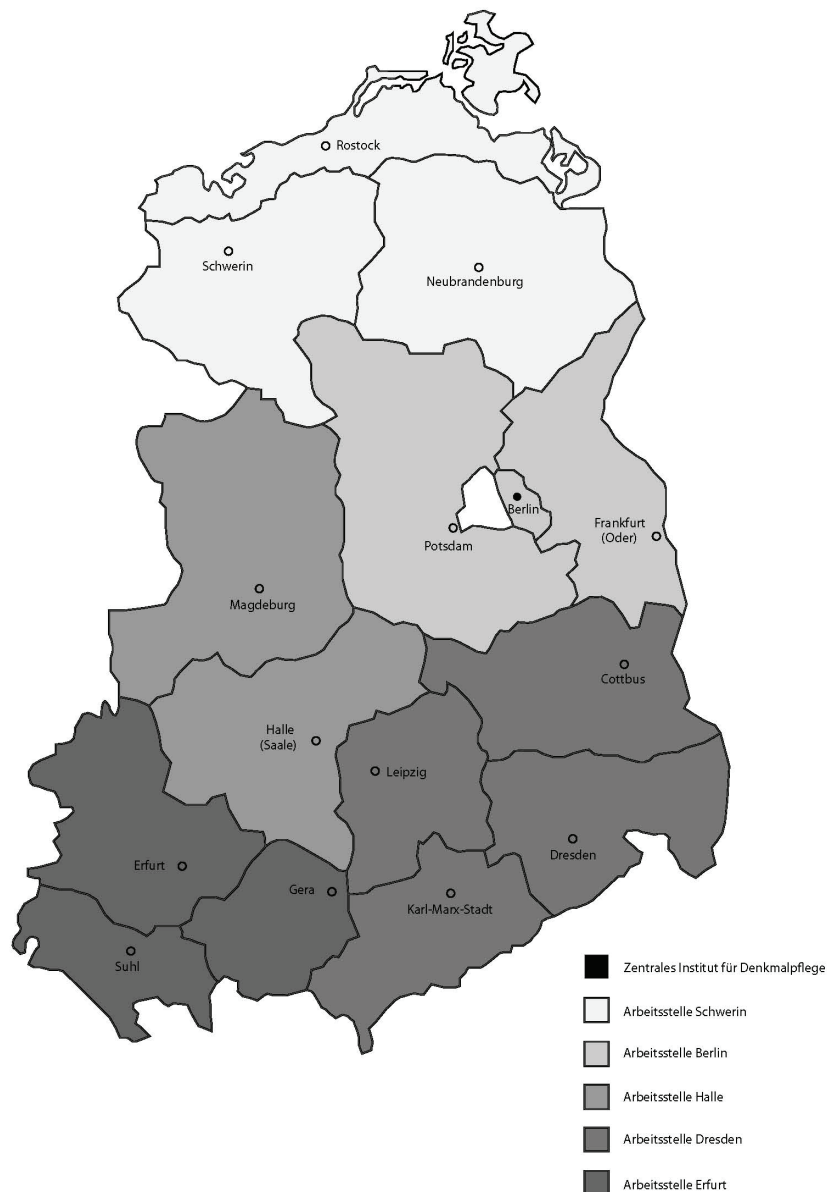 Rostock
Schwerin
Neubrandenburg
Berlin
Frankfurt
(Oder)
Potsdam
Magdeburg
Cottbus
Halle
(Saale)
Leipzig
Dresden
Erfurt
Gera
Karl-Marx-Stadt
Suhl
Zentrales Institut für Denkmalpflege
Arbeitsstelle Schwerin
Arbeitsstelle Berlin
Arbeitsstelle Halle
Arbeitsstelle Dresden
Arbeitsstelle Erfurt